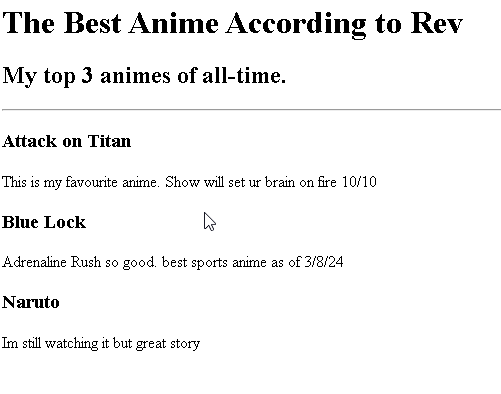 The Best Anime According to Rev
My top 3 animes of all-time.
Attack on Titan
This is my favourite anime. Show will set ur brain on fire 10/10
Blue Lock
Adrenaline Rush so good. best sports anime as of 3/8/24
Naruto
Im still watching it but great story